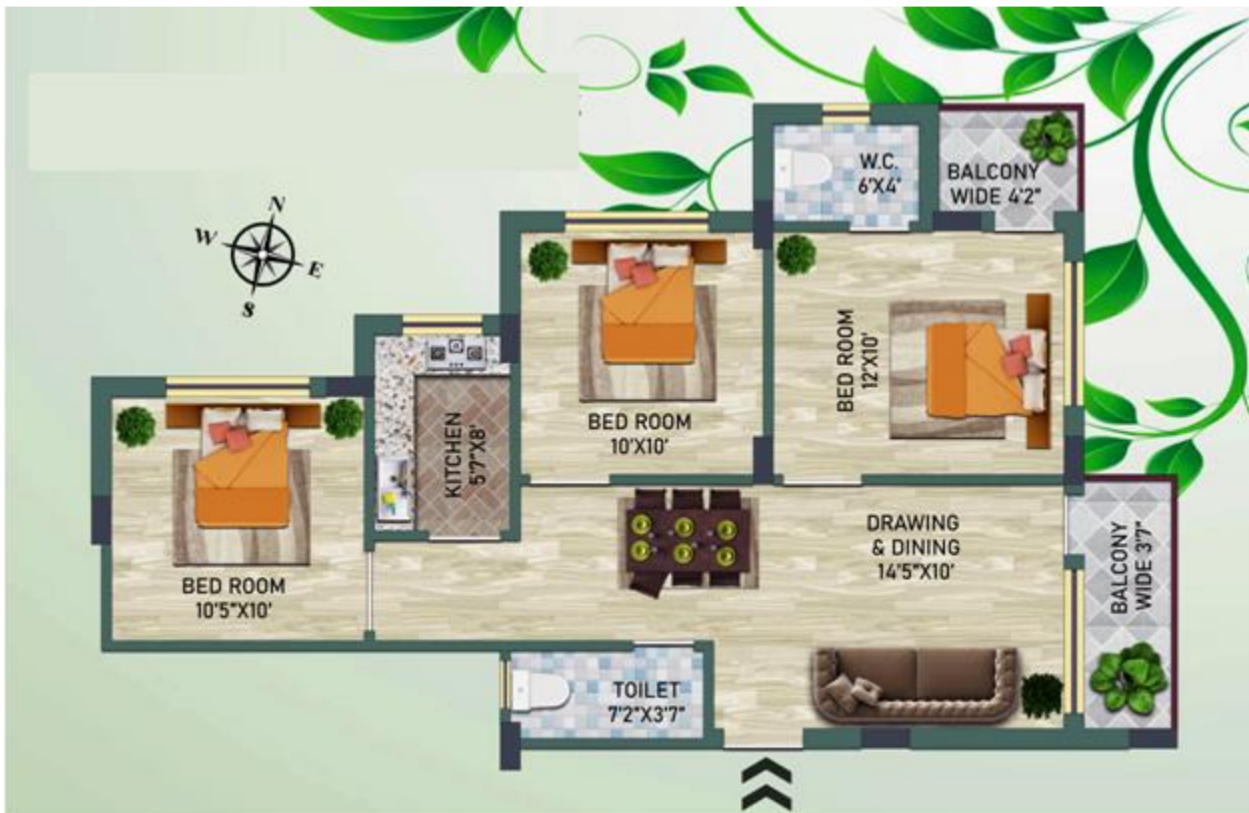 W.C.
6'X4'
BALCONY
WIDE 4'2"
N
W
E
S
BED ROOM
12'X10'
BED ROOM
10'X10'
KITCHEN
5'7"X8'
DRAWING
& DINING
14'5"X10'
BALCONY
WIDE 3'7"
BED ROOM
10'5"X10'
TOILET
7'2"X3'7"